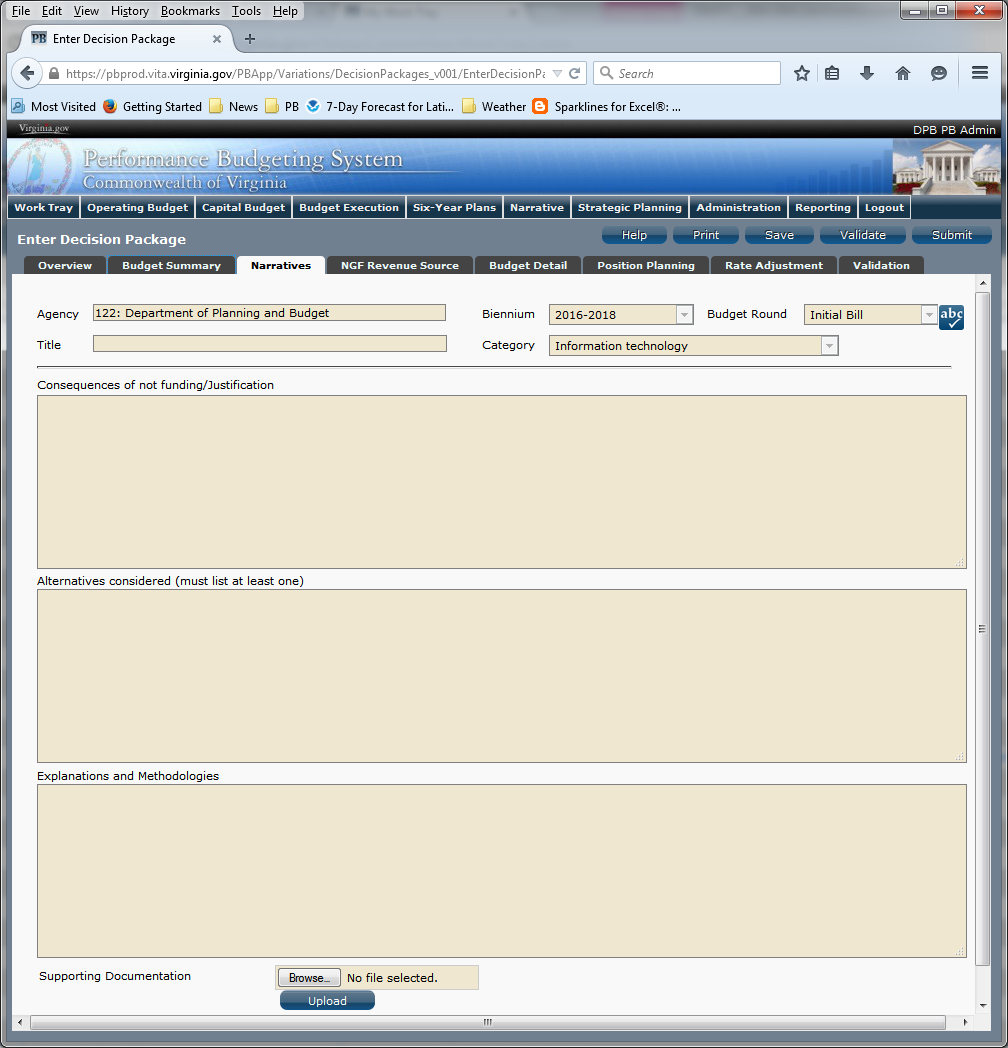 File Edit View History Bookmarks Tools Help
PB Enter Decision Package
https://pbprod.vita.virginia.gov/PBApp/Variations/DecisionPackages_v001/EnterDecisionPa Search
Most Visited Getting Started News PB 7-Day Forecast for Lati... Weather Sparklines for Excel®: ...
Virginia.gov DPB PB Admin
Performance Budgeting System
Commonwealth of Virginia
Work Tray Operating Budget Capital Budget Budget Execution Six-Year Plans Narrative Strategic Planning Administration Reporting Logout
Enter Decision Package Help Print Save Validate Submit
Overview Budget Summary Narratives NGF Revenue Source Budget Detail Position Planning Rate Adjustment Validation
Agency 122: Department of Planning and Budget Biennium 2016-2018 Budget Round Initial Bill abc
Title Category Information technology
Consequences of not funding/Justification
Alternatives considered (must list at least one)
Explanations and Methodologies
Supporting Documentation Browse... No file selected.
Upload